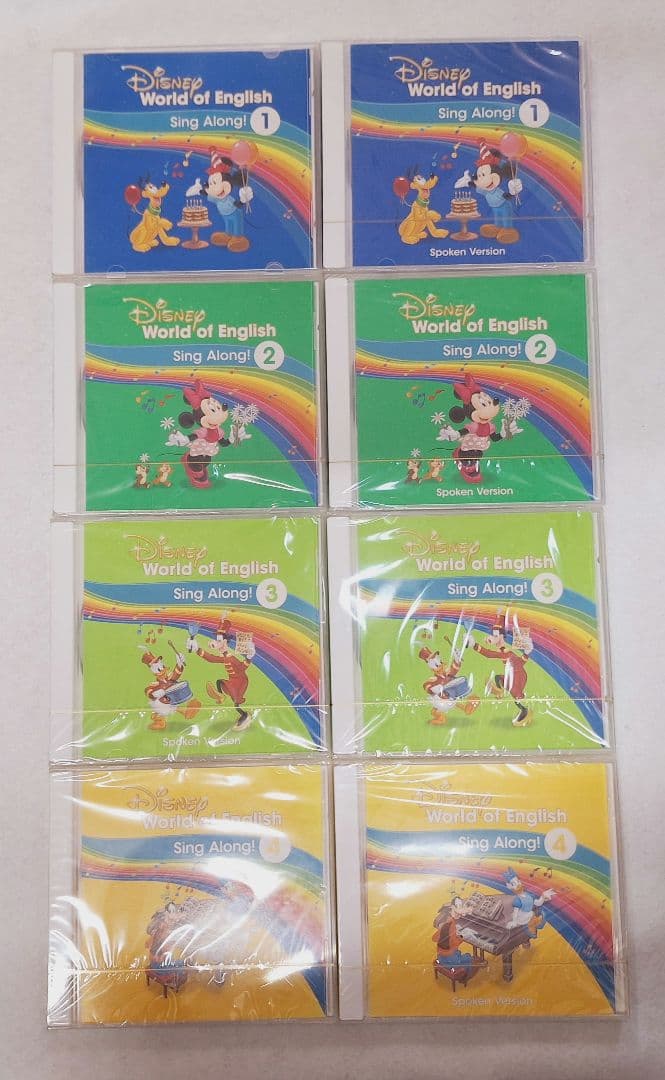 Disney
World of English
Sing Along! 1
Disney
World of English
Sing Along! 1
Spoken Version
Disney
World of English
Sing Along! 2
Disney
World of English
Sing Along! 2
Spoken Version
Disney
World of English
Sing Along! 3
Spoken Version
Disney
World of English
Sing Along! 3
Disney
World of English
Sing Along! 4
Disney
World of English
Sing Along! 4
Spoken Version